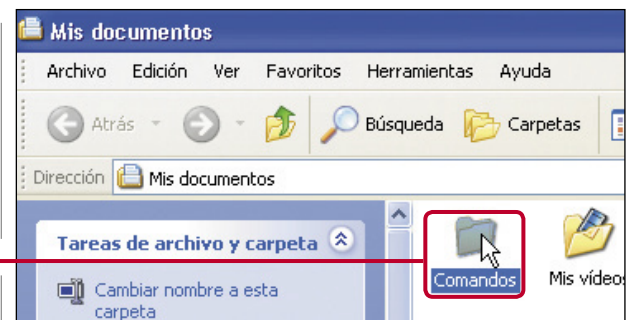 Mis documentos
Archivo Edición Ver Favoritos Herramientas Ayuda
Atrás Búsqueda Carpetas
Dirección Mis documentos
Tareas de archivo y carpeta
Cambiar nombre a esta
carpeta
Comandos Mis vídeos